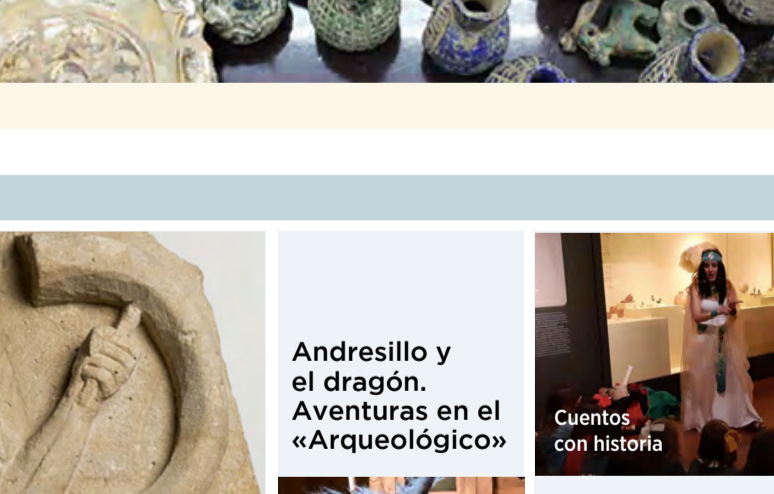 Andresillo y
el dragón.
Aventuras en el
«Arqueológico»
Cuentos
con historia